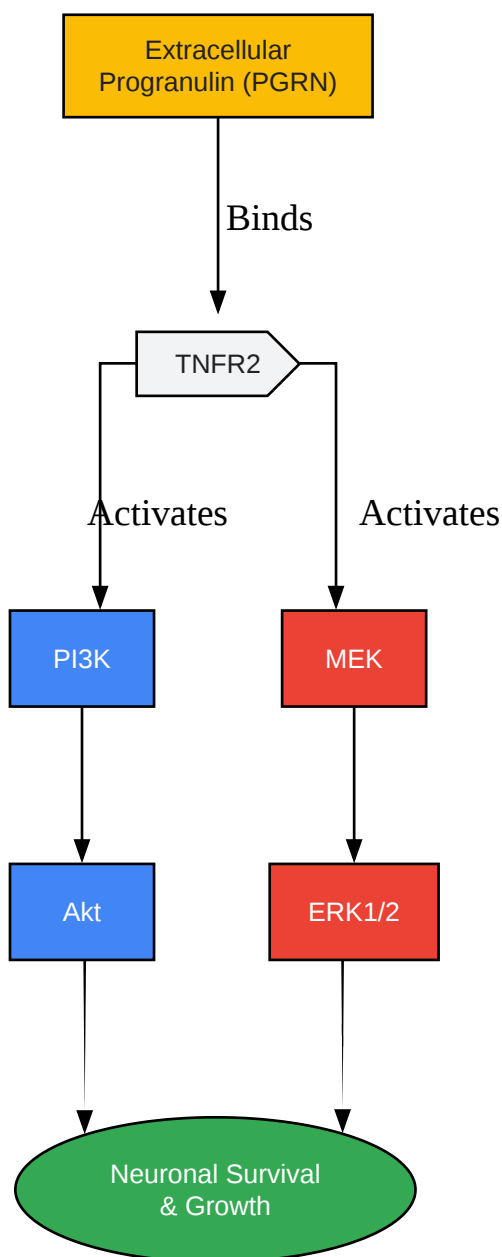 Extracellular
Progranulin (PGRN)
Binds
TNFR2
Activates
Activates
PI3K
MEK
Akt
ERK1/2
Neuronal Survival
& Growth